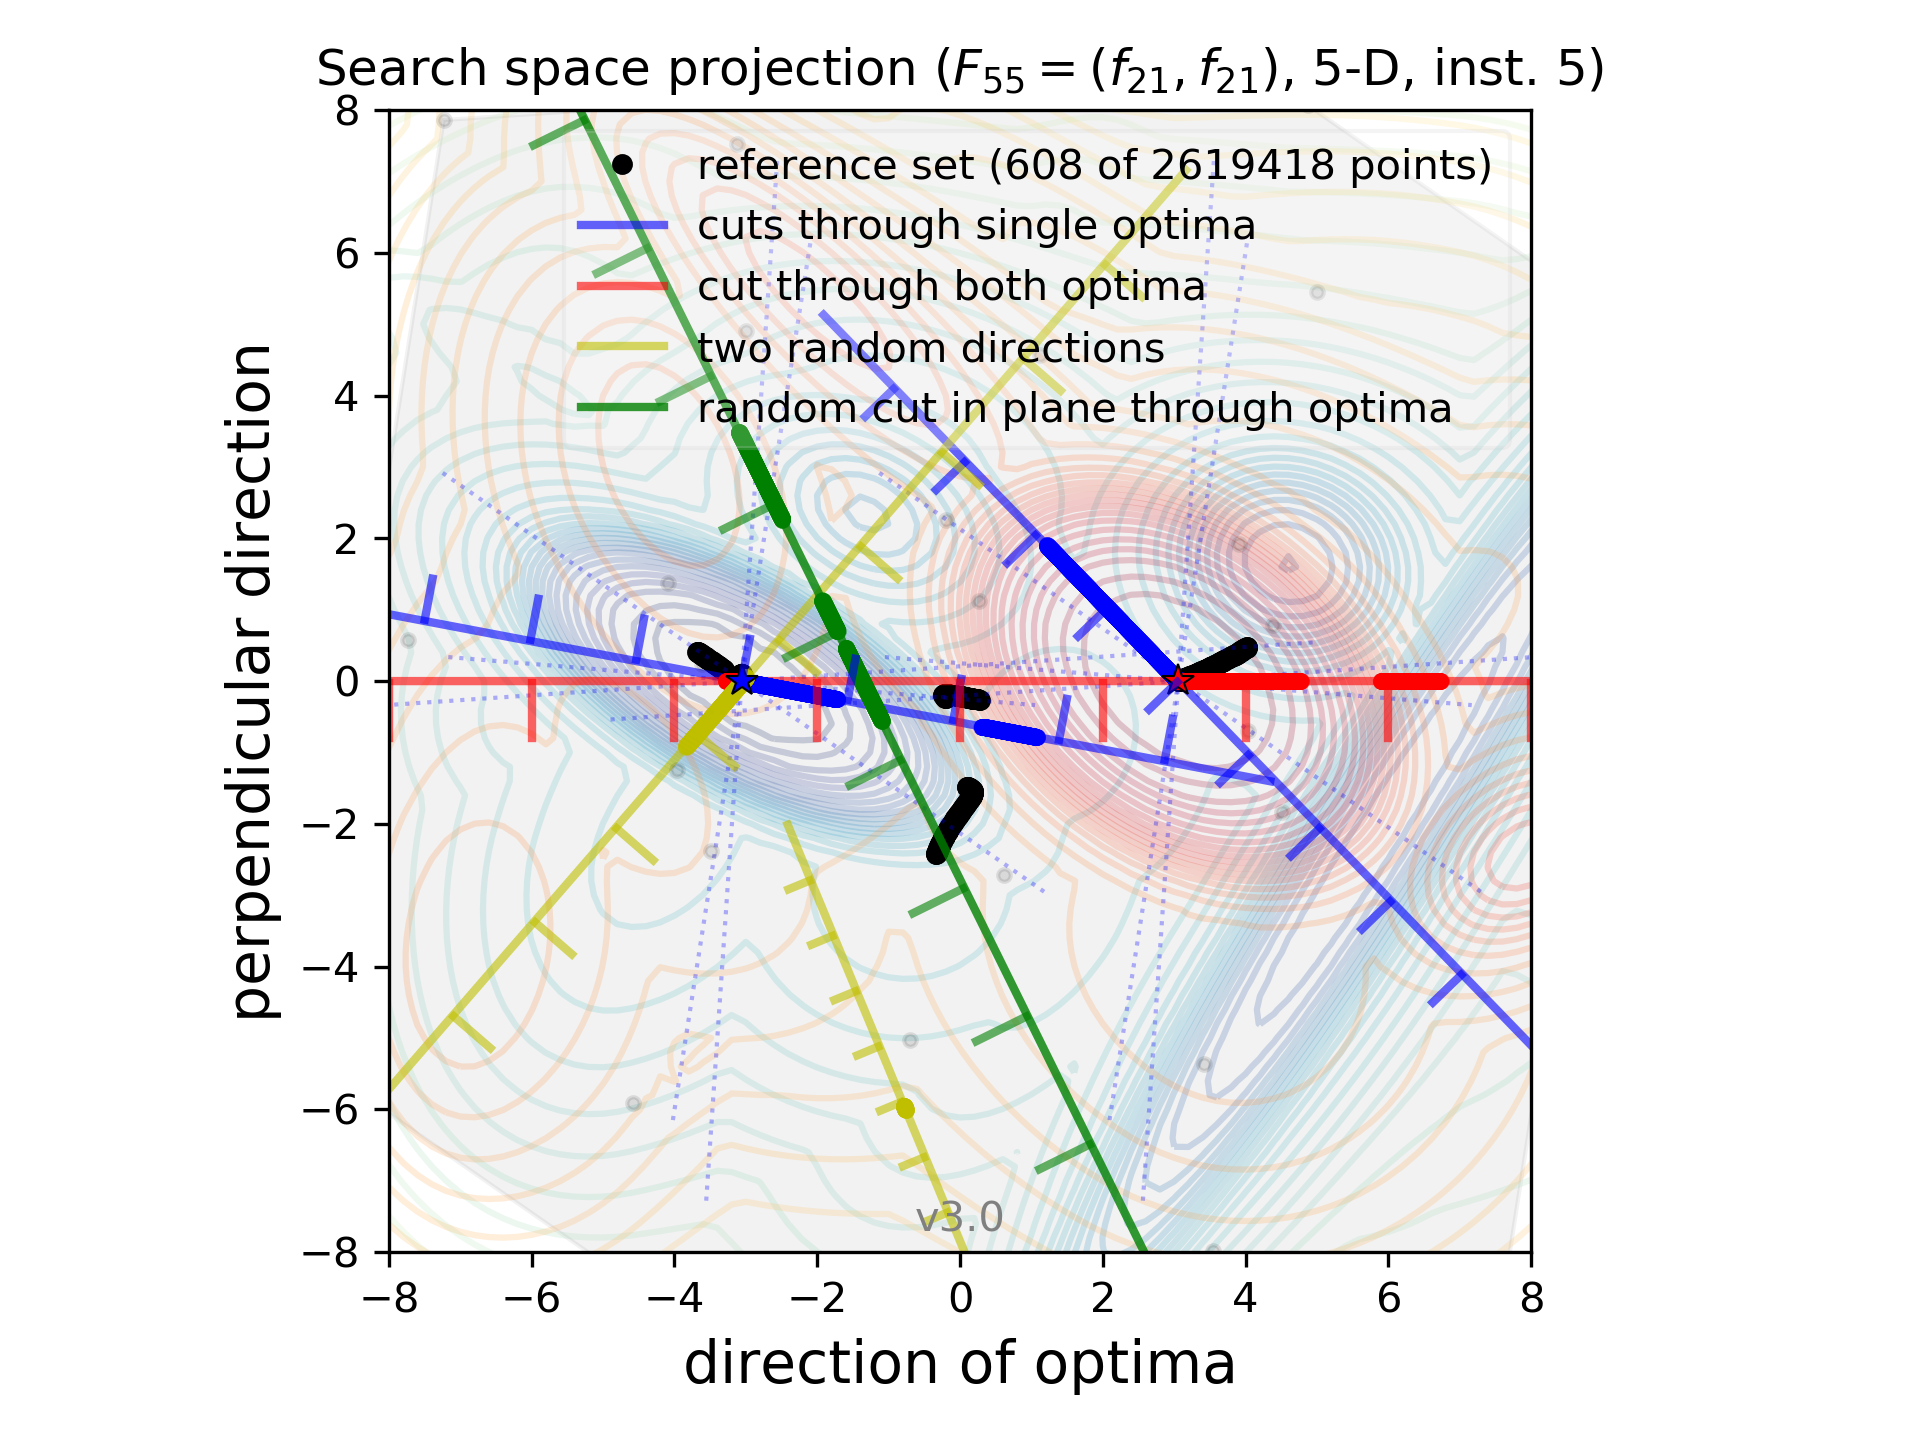 Search space projection (F₅₅ = (f₂₁, f₂₁), 5-D, inst. 5)
reference set (608 of 2619418 points)
cuts through single optima
cut through both optima
two random directions
random cut in plane through optima
8
6
4
2
0
−2
−4
−6
−8
perpendicular direction
v3.0
−8 −6 −4 −2 0 2 4 6 8
direction of optima